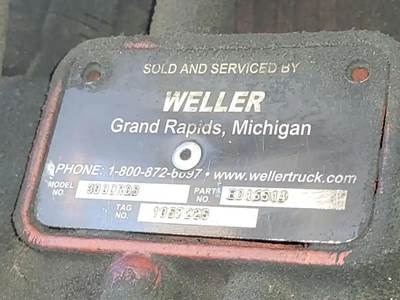 SOLD AND SERVICED BY
WELLER
Grand Rapids, Michigan
PHONE: 1-800-872-8697 • www.wellertruck.com
MODEL NO. PART NO.
TAG NO.